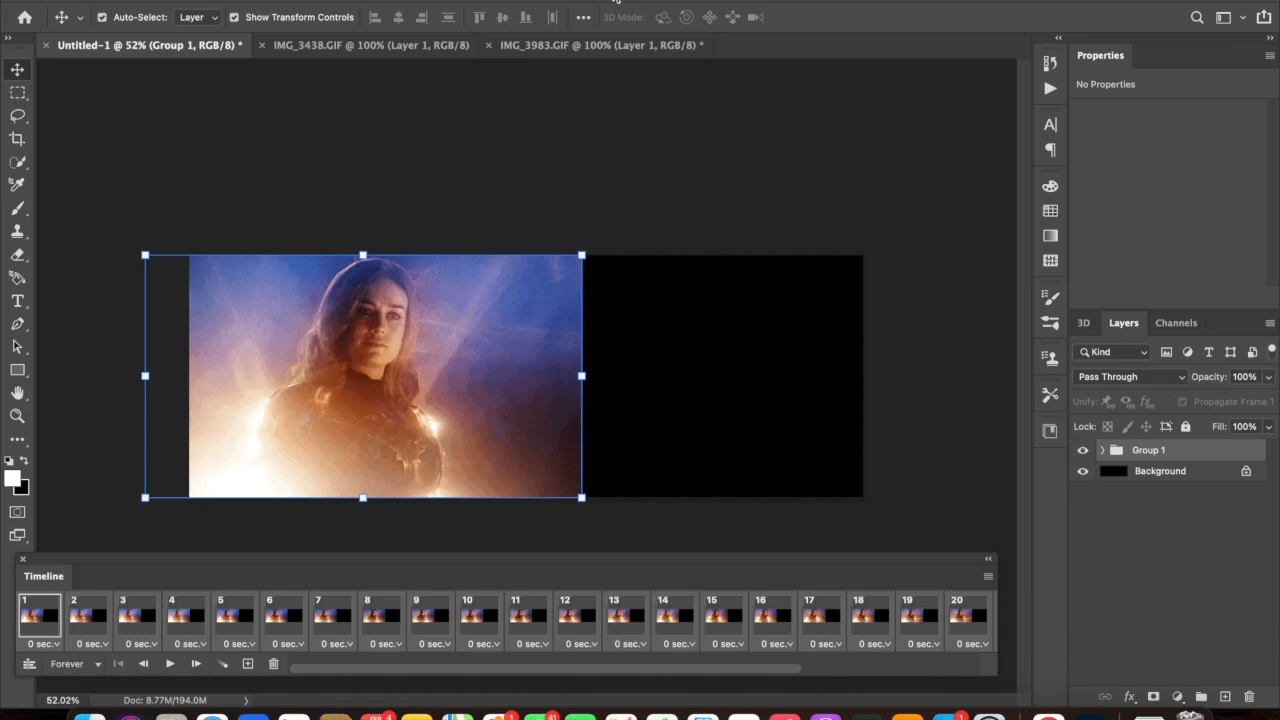 Auto-Select: Layer Show Transform Controls 3D Mode:
Untitled-1 @ 52% (Group 1, RGB/8) * IMG_3438.GIF @ 100% (Layer 1, RGB/8) IMG_3983.GIF @ 100% (Layer 1, RGB/8) *
Properties
No Properties
3D Layers Channels
Kind
Pass Through Opacity: 100%
Unify: Propagate Frame 1
Lock: Fill: 100%
Group 1
Background
Timeline
1 2 3 4 5 6 7 8 9 10 11 12 13 14 15 16 17 18 19 20
0 sec. 0 sec. 0 sec. 0 sec. 0 sec. 0 sec. 0 sec. 0 sec. 0 sec. 0 sec. 0 sec. 0 sec. 0 sec. 0 sec. 0 sec. 0 sec. 0 sec. 0 sec. 0 sec. 0 sec.
Forever
52.02% Doc: 8.77M/194.0M
FEB 4 1 41 1